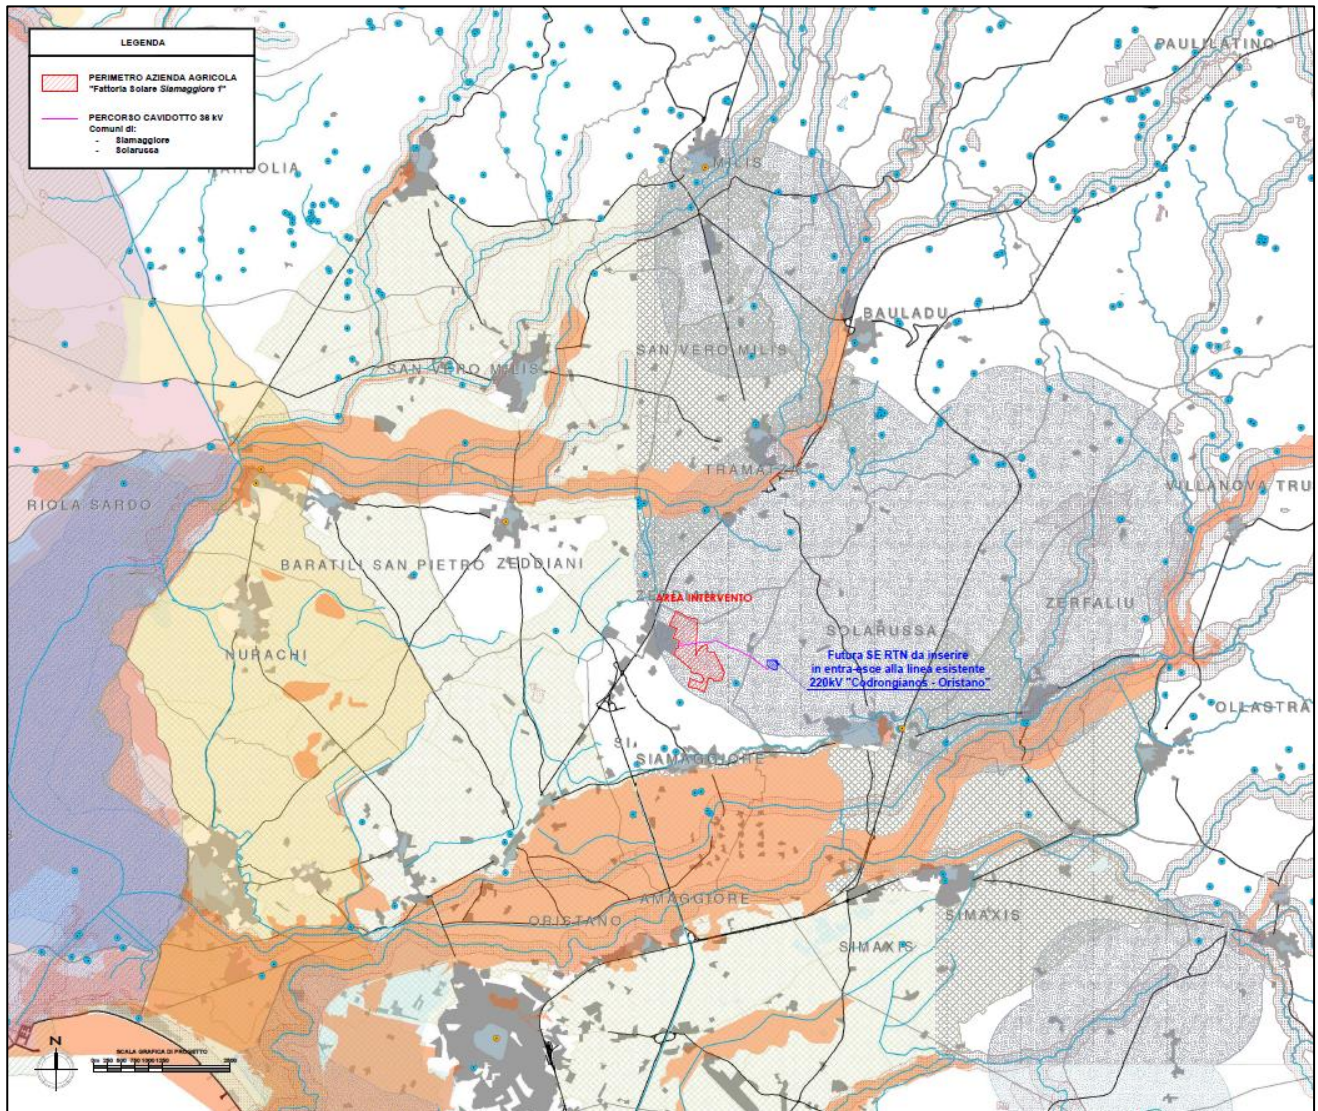 LEGENDA
PERIMETRO AZIENDA AGRICOLA
"Fattoria Solare Siamaggiore 1"
PERCORSO CAVIDOTTO 36 kV
Comuni di:
- Siamaggiore
- Solarussa
PAULILATINO
MILIS
BAULADU
SAN VERO MILIS
SAN VERO MILIS
TRAMATZA
RIOLA SARDO
VILLANOVA TRU
BARATILI SAN PIETRO
ZEDDIANI
AREA INTERVENTO
ZERFALIU
SOLARUSSA
NURACHI
Futura SE RTN da inserire
in entra-esce alla linea esistente
220kV "Codrongianos - Oristano"
OLLASTRA
SIAMAGGIORE
AMAGGIORE
ORISTANO
SIMAXIS
SIMAXIS
N
SCALA GRAFICA DI PROGETTO